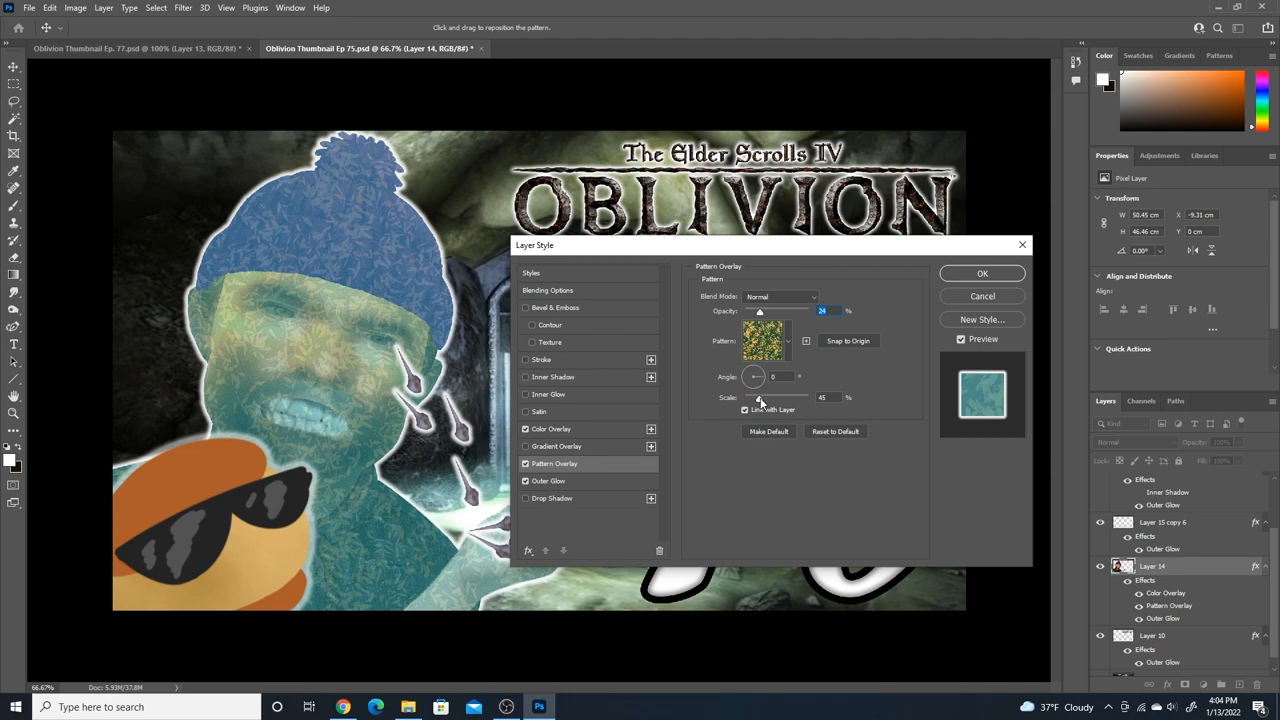 File Edit Image Layer Type Select Filter 3D View Plugins Window Help
Click and drag to reposition the pattern.
Oblivion Thumbnail Ep. 77.psd @ 100% (Layer 13, RGB/8#) * × Oblivion Thumbnail Ep 75.psd @ 66.7% (Layer 14, RGB/8#) * ×
Color Swatches Gradients Patterns
The Elder Scrolls IV
OBLIVION
Properties Adjustments Libraries
Pixel Layer
Transform
W 50.45 cm X -9.31 cm
H 46.46 cm Y 0 cm
0.00°
Align and Distribute
Align:
Quick Actions
Layer Style
Styles
Blending Options
Bevel & Emboss
Contour
Texture
Stroke
Inner Shadow
Inner Glow
Satin
Color Overlay
Gradient Overlay
Pattern Overlay
Outer Glow
Drop Shadow
fx
Pattern Overlay
Pattern
Blend Mode: Normal
Opacity: 24 %
Pattern: Snap to Origin
Angle: 0 °
Scale: 45 %
Link with Layer
Make Default Reset to Default
OK
Cancel
New Style...
Preview
Layers Channels Paths
Kind
Normal Opacity: 100%
Lock: Fill: 100%
Effects
Inner Shadow
Outer Glow
Layer 15 copy 6 fx
Effects
Outer Glow
Layer 14 fx
Effects
Color Overlay
Pattern Overlay
Outer Glow
Layer 10 fx
Effects
Outer Glow
66.67% Doc: 5.93M/37.8M
Type here to search
Ps
37°F Cloudy
4:04 PM
1/13/2022